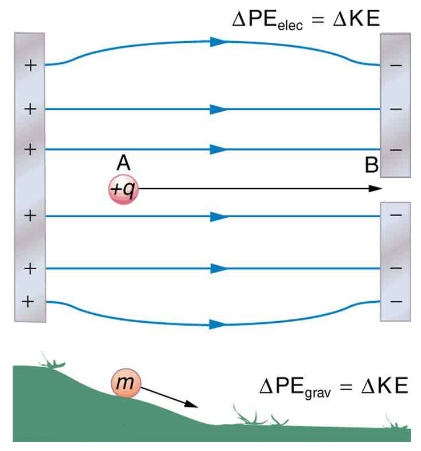 ΔPEelec = ΔKE
+ −
+ −
+ −
A B
+q
+ −
+ −
+ −
m
ΔPEgrav = ΔKE